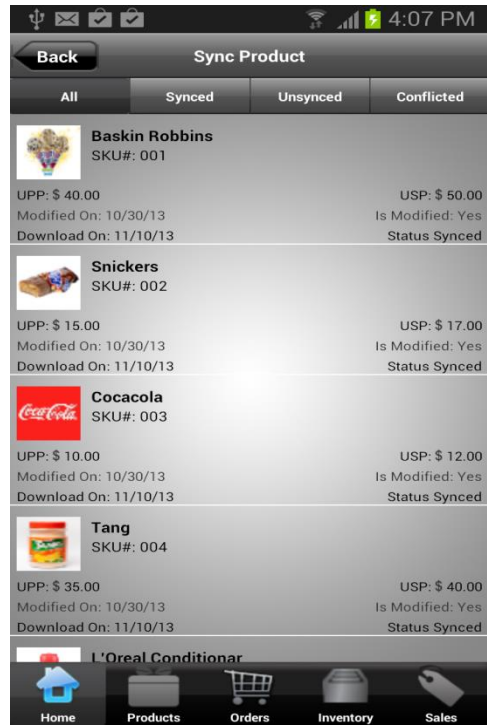 4:07 PM
Back
Sync Product
All
Synced
Unsynced
Conflicted
Baskin Robbins
SKU#: 001
UPP: $ 40.00
USP: $ 50.00
Modified On: 10/30/13
Is Modified: Yes
Download On: 11/10/13
Status Synced
Snickers
SKU#: 002
UPP: $ 15.00
USP: $ 17.00
Modified On: 10/30/13
Is Modified: Yes
Download On: 11/10/13
Status Synced
Coca Cola
Cocacola
SKU#: 003
UPP: $ 10.00
USP: $ 12.00
Modified On: 10/30/13
Is Modified: Yes
Download On: 11/10/13
Status Synced
Tang
SKU#: 004
UPP: $ 35.00
USP: $ 40.00
Modified On: 10/30/13
Is Modified: Yes
Download On: 11/10/13
Status Synced
L'Oreal Conditionar
Home
Products
Orders
Inventory
Sales